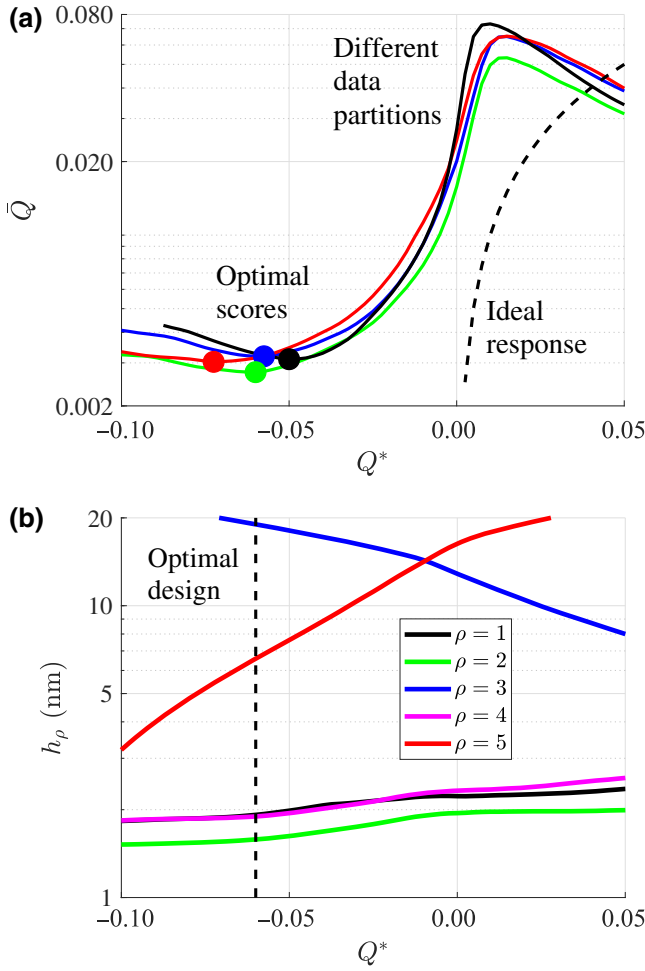 (a)
0.080
0.020
0.002
Q̄
Different
data
partitions
Optimal
scores
Ideal
response
−0.10
−0.05
0.00
0.05
Q*
(b)
20
10
5
1
h_ρ (nm)
Optimal
design
ρ = 1
ρ = 2
ρ = 3
ρ = 4
ρ = 5
−0.10
−0.05
0.00
0.05
Q*